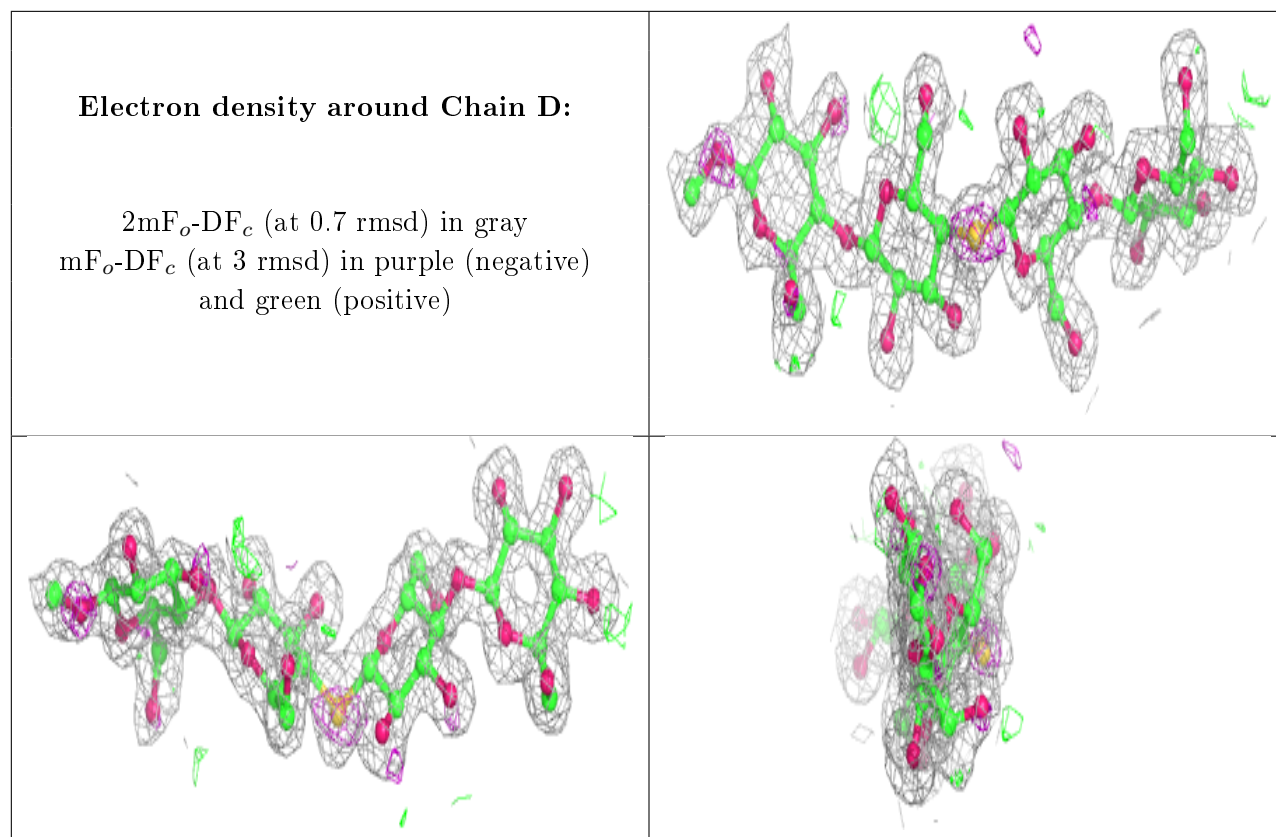 Electron density around Chain D:
2mFo-DFc (at 0.7 rmsd) in gray
mFo-DFc (at 3 rmsd) in purple (negative)
and green (positive)